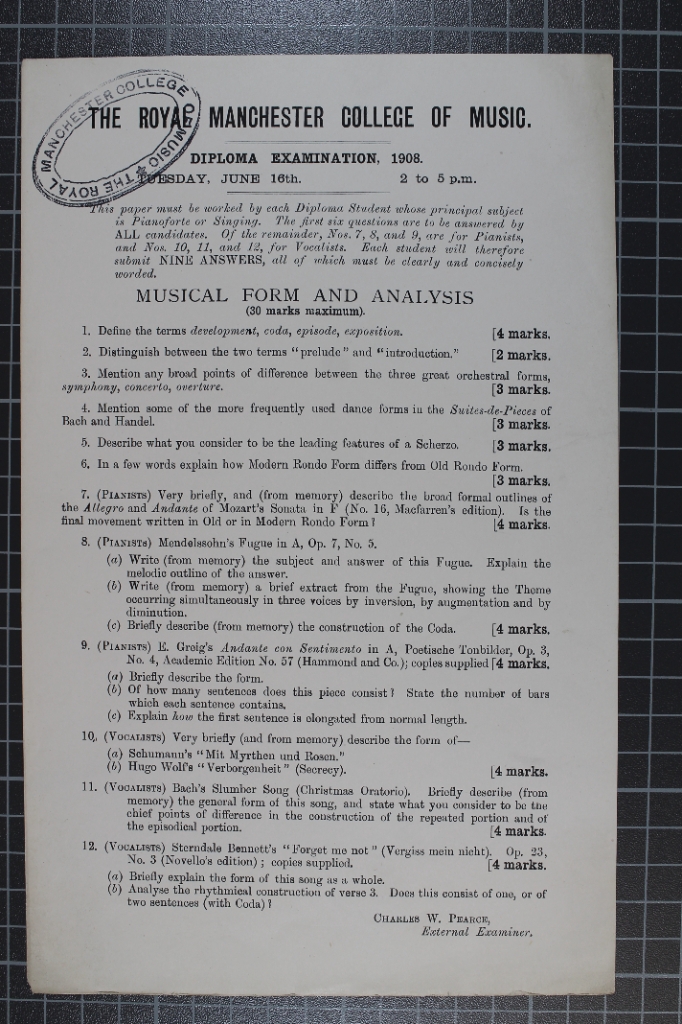 THE ROYAL MANCHESTER COLLEGE OF MUSIC ✶
THE ROYAL MANCHESTER COLLEGE OF MUSIC.
DIPLOMA EXAMINATION, 1908.
TUESDAY, JUNE 16th. 2 to 5 p.m.
This paper must be worked by each Diploma Student whose principal subject
is Pianoforte or Singing. The first six questions are to be answered by
ALL candidates. Of the remainder, Nos. 7, 8, and 9, are for Pianists,
and Nos. 10, 11, and 12, for Vocalists. Each student will therefore
submit NINE ANSWERS, all of which must be clearly and concisely
worded.
MUSICAL FORM AND ANALYSIS
(30 marks maximum).
1. Define the terms development, coda, episode, exposition. [4 marks.
2. Distinguish between the two terms "prelude" and "introduction." [2 marks.
3. Mention any broad points of difference between the three great orchestral forms,
symphony, concerto, overture. [3 marks.
4. Mention some of the more frequently used dance forms in the Suites-de-Pieces of
Bach and Handel. [3 marks.
5. Describe what you consider to be the leading features of a Scherzo. [3 marks.
6. In a few words explain how Modern Rondo Form differs from Old Rondo Form.
[3 marks.
7. (PIANISTS) Very briefly, and (from memory) describe the broad formal outlines of
the Allegro and Andante of Mozart's Sonata in F (No. 16, Macfarren's edition). Is the
final movement written in Old or in Modern Rondo Form? [4 marks.
8. (PIANISTS) Mendelssohn's Fugue in A, Op. 7, No. 5.
(a) Write (from memory) the subject and answer of this Fugue. Explain the
melodic outline of the answer.
(b) Write (from memory) a brief extract from the Fugue, showing the Theme
occurring simultaneously in three voices by inversion, by augmentation and by
diminution.
(c) Briefly describe (from memory) the construction of the Coda. [4 marks.
9. (PIANISTS) E. Greig's Andante con Sentimento in A, Poetische Tonbilder, Op. 3,
No. 4, Academic Edition No. 57 (Hammond and Co.); copies supplied [4 marks.
(a) Briefly describe the form.
(b) Of how many sentences does this piece consist? State the number of bars
which each sentence contains.
(c) Explain how the first sentence is elongated from normal length.
10. (VOCALISTS) Very briefly (and from memory) describe the form of—
(a) Schumann's "Mit Myrthen und Rosen."
(b) Hugo Wolf's "Verborgenheit" (Secrecy). [4 marks.
11. (VOCALISTS) Bach's Slumber Song (Christmas Oratorio). Briefly describe (from
memory) the general form of this song, and state what you consider to be the
chief points of difference in the construction of the repeated portion and of
the episodical portion. [4 marks.
12. (VOCALISTS) Sterndale Bennett's "Forget me not" (Vergiss mein nicht). Op. 23,
No. 3 (Novello's edition); copies supplied. [4 marks.
(a) Briefly explain the form of this song as a whole.
(b) Analyse the rhythmical construction of verse 3. Does this consist of one, or of
two sentences (with Coda)?
CHARLES W. PEARCE,
External Examiner.